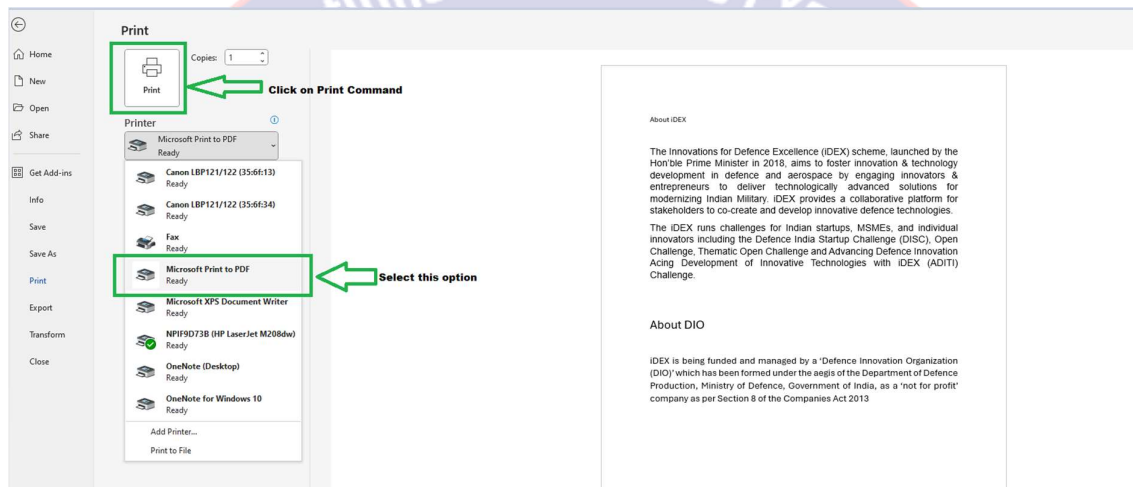 Print
Home
New
Open
Share
Get Add-ins
Info
Save
Save As
Print
Export
Transform
Close
Print
Copies: 1
Click on Print Command
Printer
Microsoft Print to PDF
Ready
Canon LBP121/122 (35:6f:13)
Ready
Canon LBP121/122 (35:6f:34)
Ready
Fax
Ready
Microsoft Print to PDF
Ready
Select this option
Microsoft XPS Document Writer
Ready
NPIF9D73B (HP LaserJet M208dw)
Ready
OneNote (Desktop)
Ready
OneNote for Windows 10
Ready
Add Printer...
Print to File
About iDEX
The Innovations for Defence Excellence (iDEX) scheme, launched by the
Hon'ble Prime Minister in 2018, aims to foster innovation & technology
development in defence and aerospace by engaging innovators &
entrepreneurs to deliver technologically advanced solutions for
modernizing Indian Military. iDEX provides a collaborative platform for
stakeholders to co-create and develop innovative defence technologies.
The iDEX runs challenges for Indian startups, MSMEs, and individual
innovators including the Defence India Startup Challenge (DISC), Open
Challenge, Thematic Open Challenge and Advancing Defence Innovation
Acing Development of Innovative Technologies with iDEX (ADITI)
Challenge.
About DIO
iDEX is being funded and managed by a ‘Defence Innovation Organization
(DIO)’ which has been formed under the aegis of the Department of Defence
Production, Ministry of Defence, Government of India, as a ‘not for profit’
company as per Section 8 of the Companies Act 2013